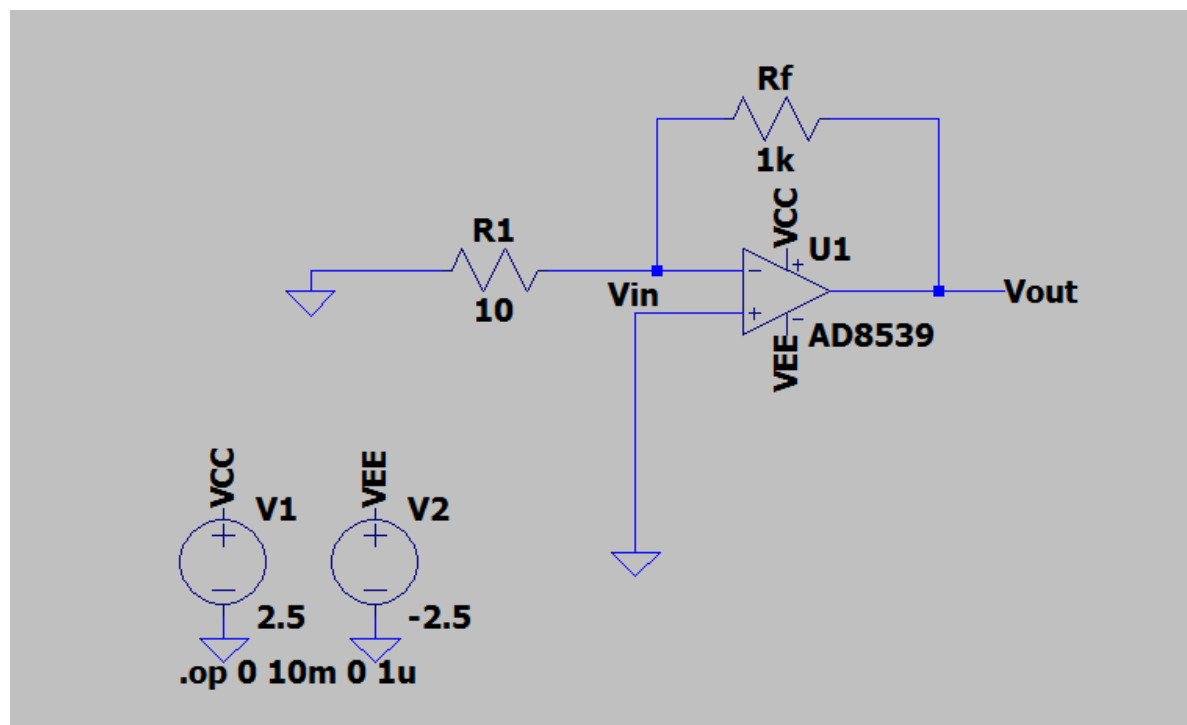 Rf
1k
VCC
R1
U1
Vin
10
Vout
AD8539
VEE
VCC
V1
VEE
V2
2.5
-2.5
.op 0 10m 0 1u